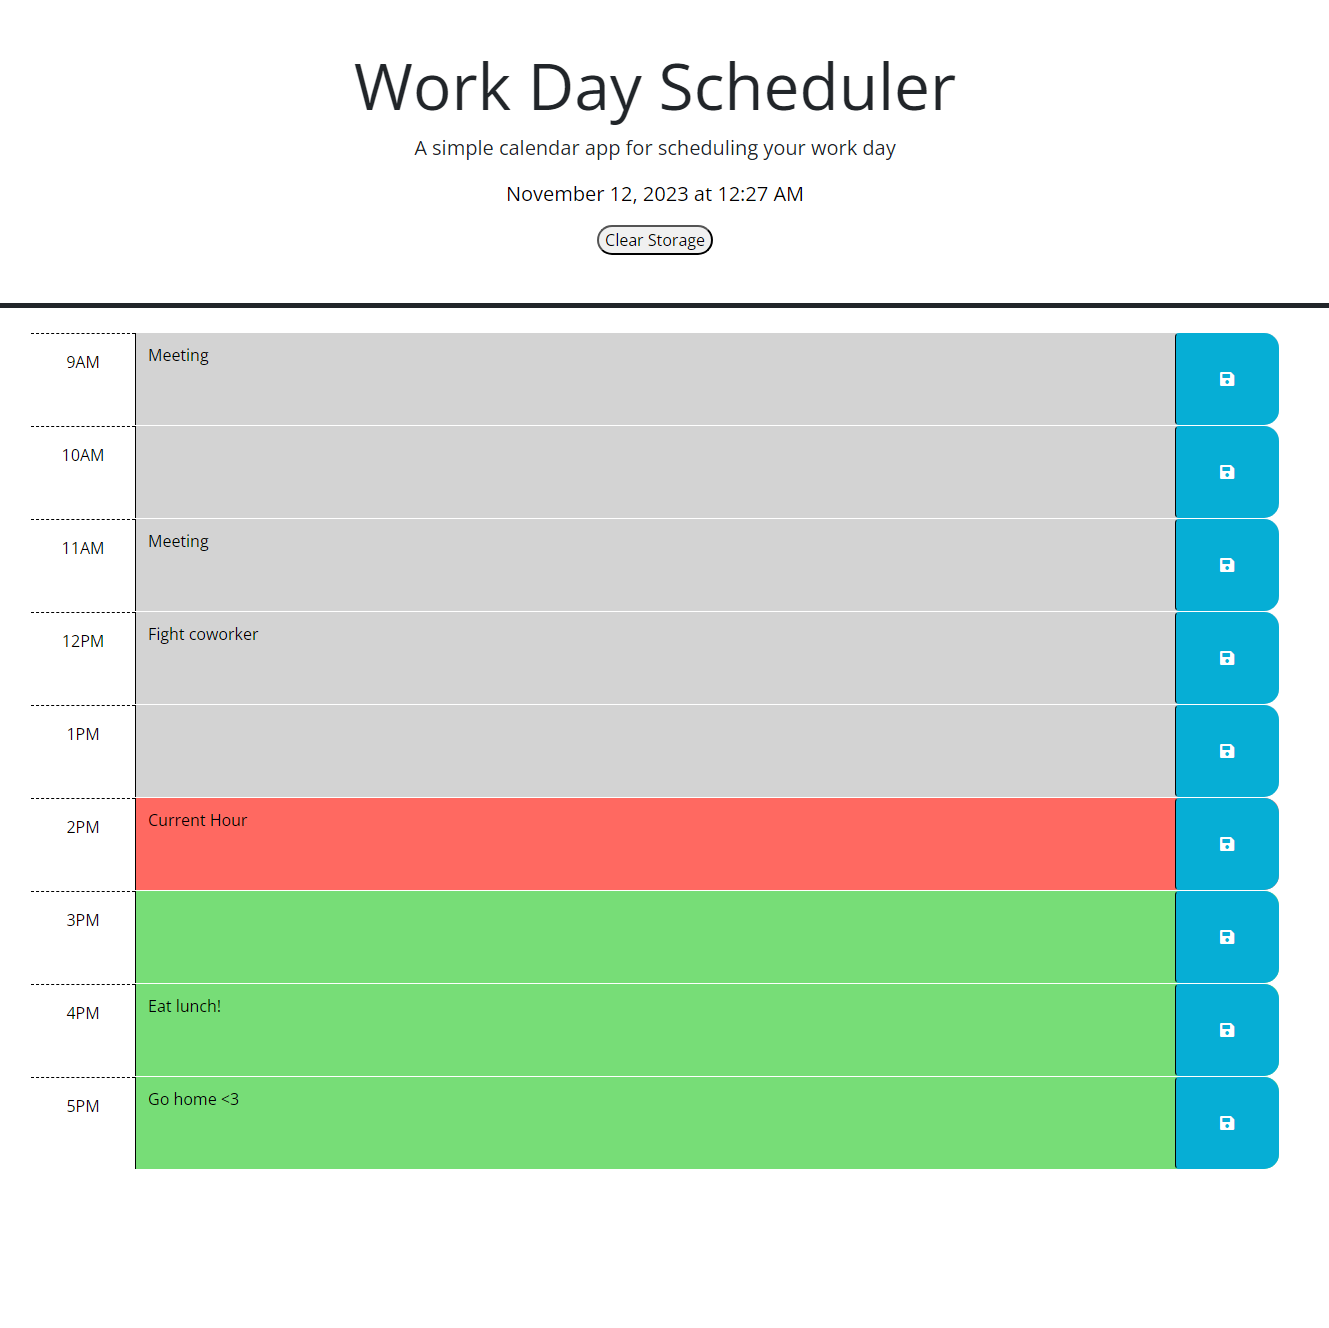 Work Day Scheduler
A simple calendar app for scheduling your work day
November 12, 2023 at 12:27 AM
Clear Storage
9AM Meeting
10AM
11AM Meeting
12PM Fight coworker
1PM
2PM Current Hour
3PM
4PM Eat lunch!
5PM Go home <3